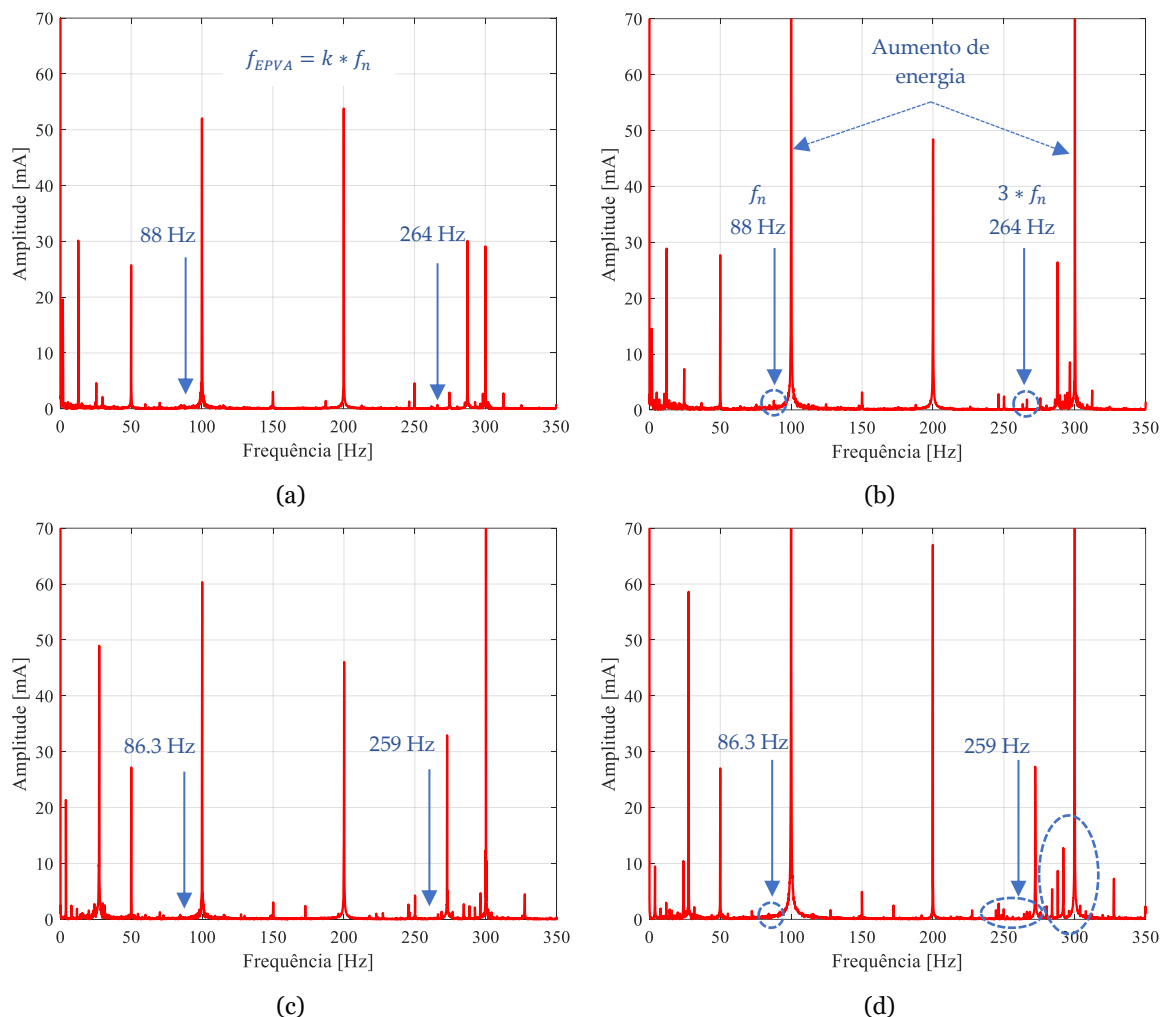 70
60
50
40
30
20
10
0
Amplitude [mA]
f_{EPVA} = k * f_n
88 Hz
264 Hz
0 50 100 150 200 250 300 350
Frequência [Hz]
(a)
70
60
50
40
30
20
10
0
Amplitude [mA]
Aumento de
energia
f_n
88 Hz
3 * f_n
264 Hz
0 50 100 150 200 250 300 350
Frequência [Hz]
(b)
70
60
50
40
30
20
10
0
Amplitude [mA]
86.3 Hz
259 Hz
0 50 100 150 200 250 300 350
Frequência [Hz]
(c)
70
60
50
40
30
20
10
0
Amplitude [mA]
86.3 Hz
259 Hz
0 50 100 150 200 250 300 350
Frequência [Hz]
(d)